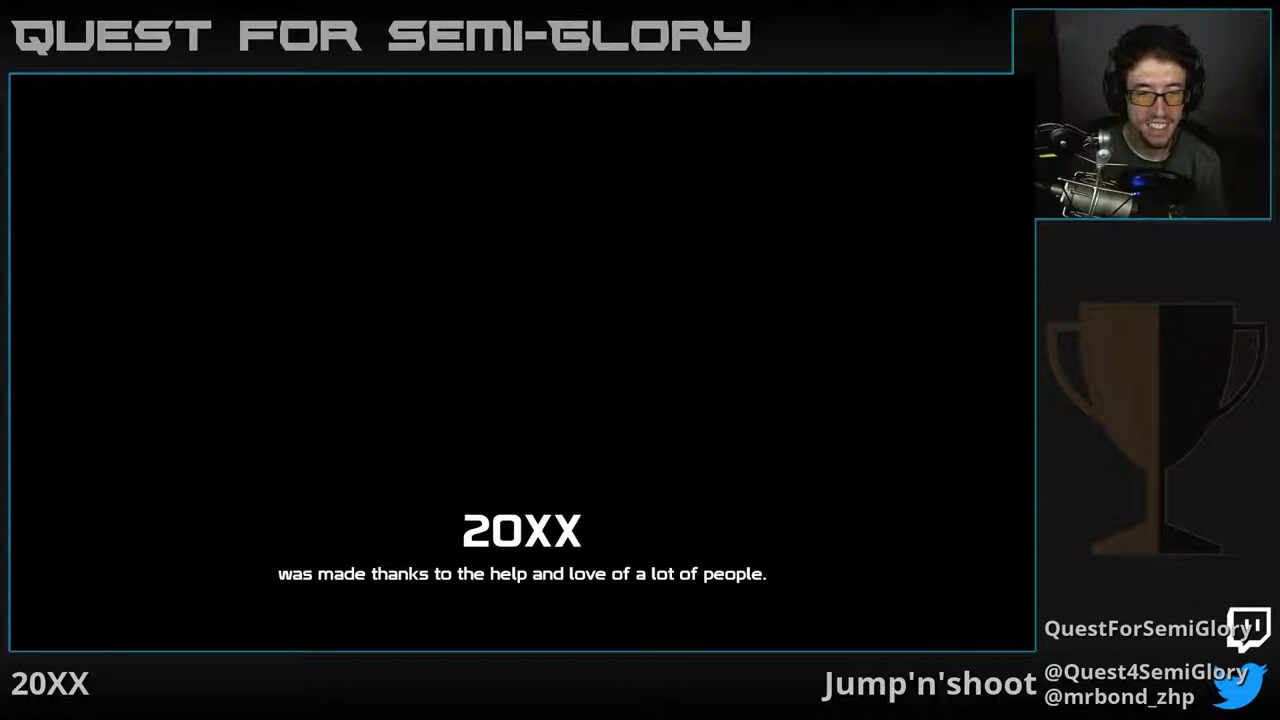 QUEST FOR SEMI-GLORY
20XX
was made thanks to the help and love of a lot of people.
QuestForSemiGlory
@Quest4SemiGlory
@mrbond_zhp
20XX
Jump'n'shoot